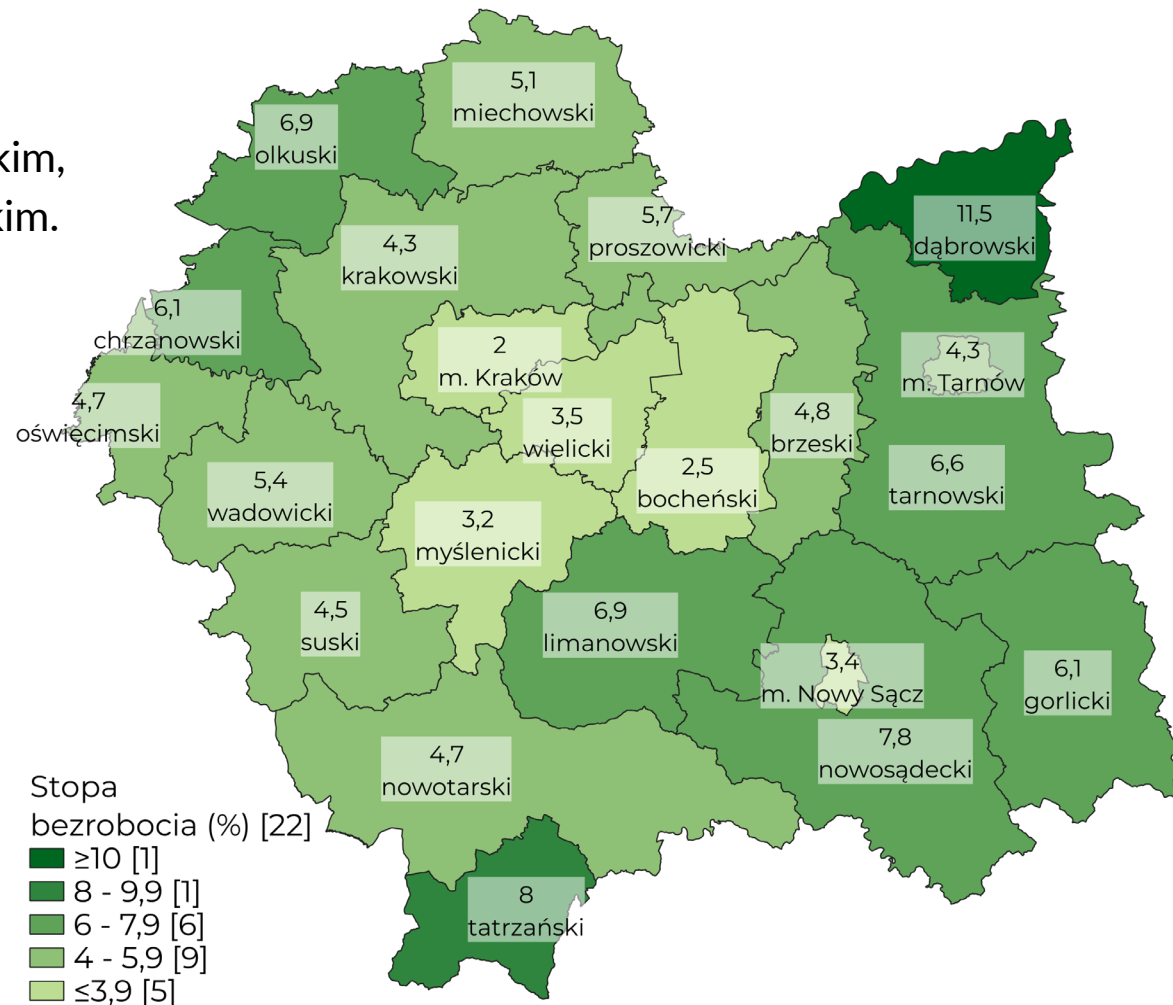 kim,
kim.
5,1
miechowski
6,9
olkuski
5,7
proszowicki
11,5
dąbrowski
4,3
krakowski
6,1
chrzanowski
2
m. Kraków
4,3
m. Tarnów
4,7
oświęcimski
3,5
wielicki
4,8
brzeski
5,4
wadowicki
2,5
bocheński
6,6
tarnowski
3,2
myślenicki
4,5
suski
6,9
limanowski
3,4
m. Nowy Sącz
6,1
gorlicki
4,7
nowotarski
7,8
nowosądecki
8
tatrzański
Stopa
bezrobocia (%) [22]
≥10 [1]
8 - 9,9 [1]
6 - 7,9 [6]
4 - 5,9 [9]
≤3,9 [5]